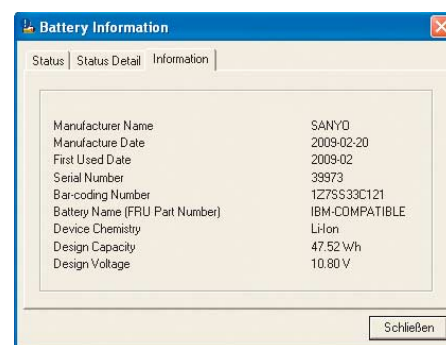 Battery Information
Status Status Detail Information
Manufacturer Name SANYO
Manufacture Date 2009-02-20
First Used Date 2009-02
Serial Number 39973
Bar-coding Number 1Z7SS33C121
Battery Name (FRU Part Number) IBM-COMPATIBLE
Device Chemistry Li-Ion
Design Capacity 47.52 Wh
Design Voltage 10.80 V
Schließen